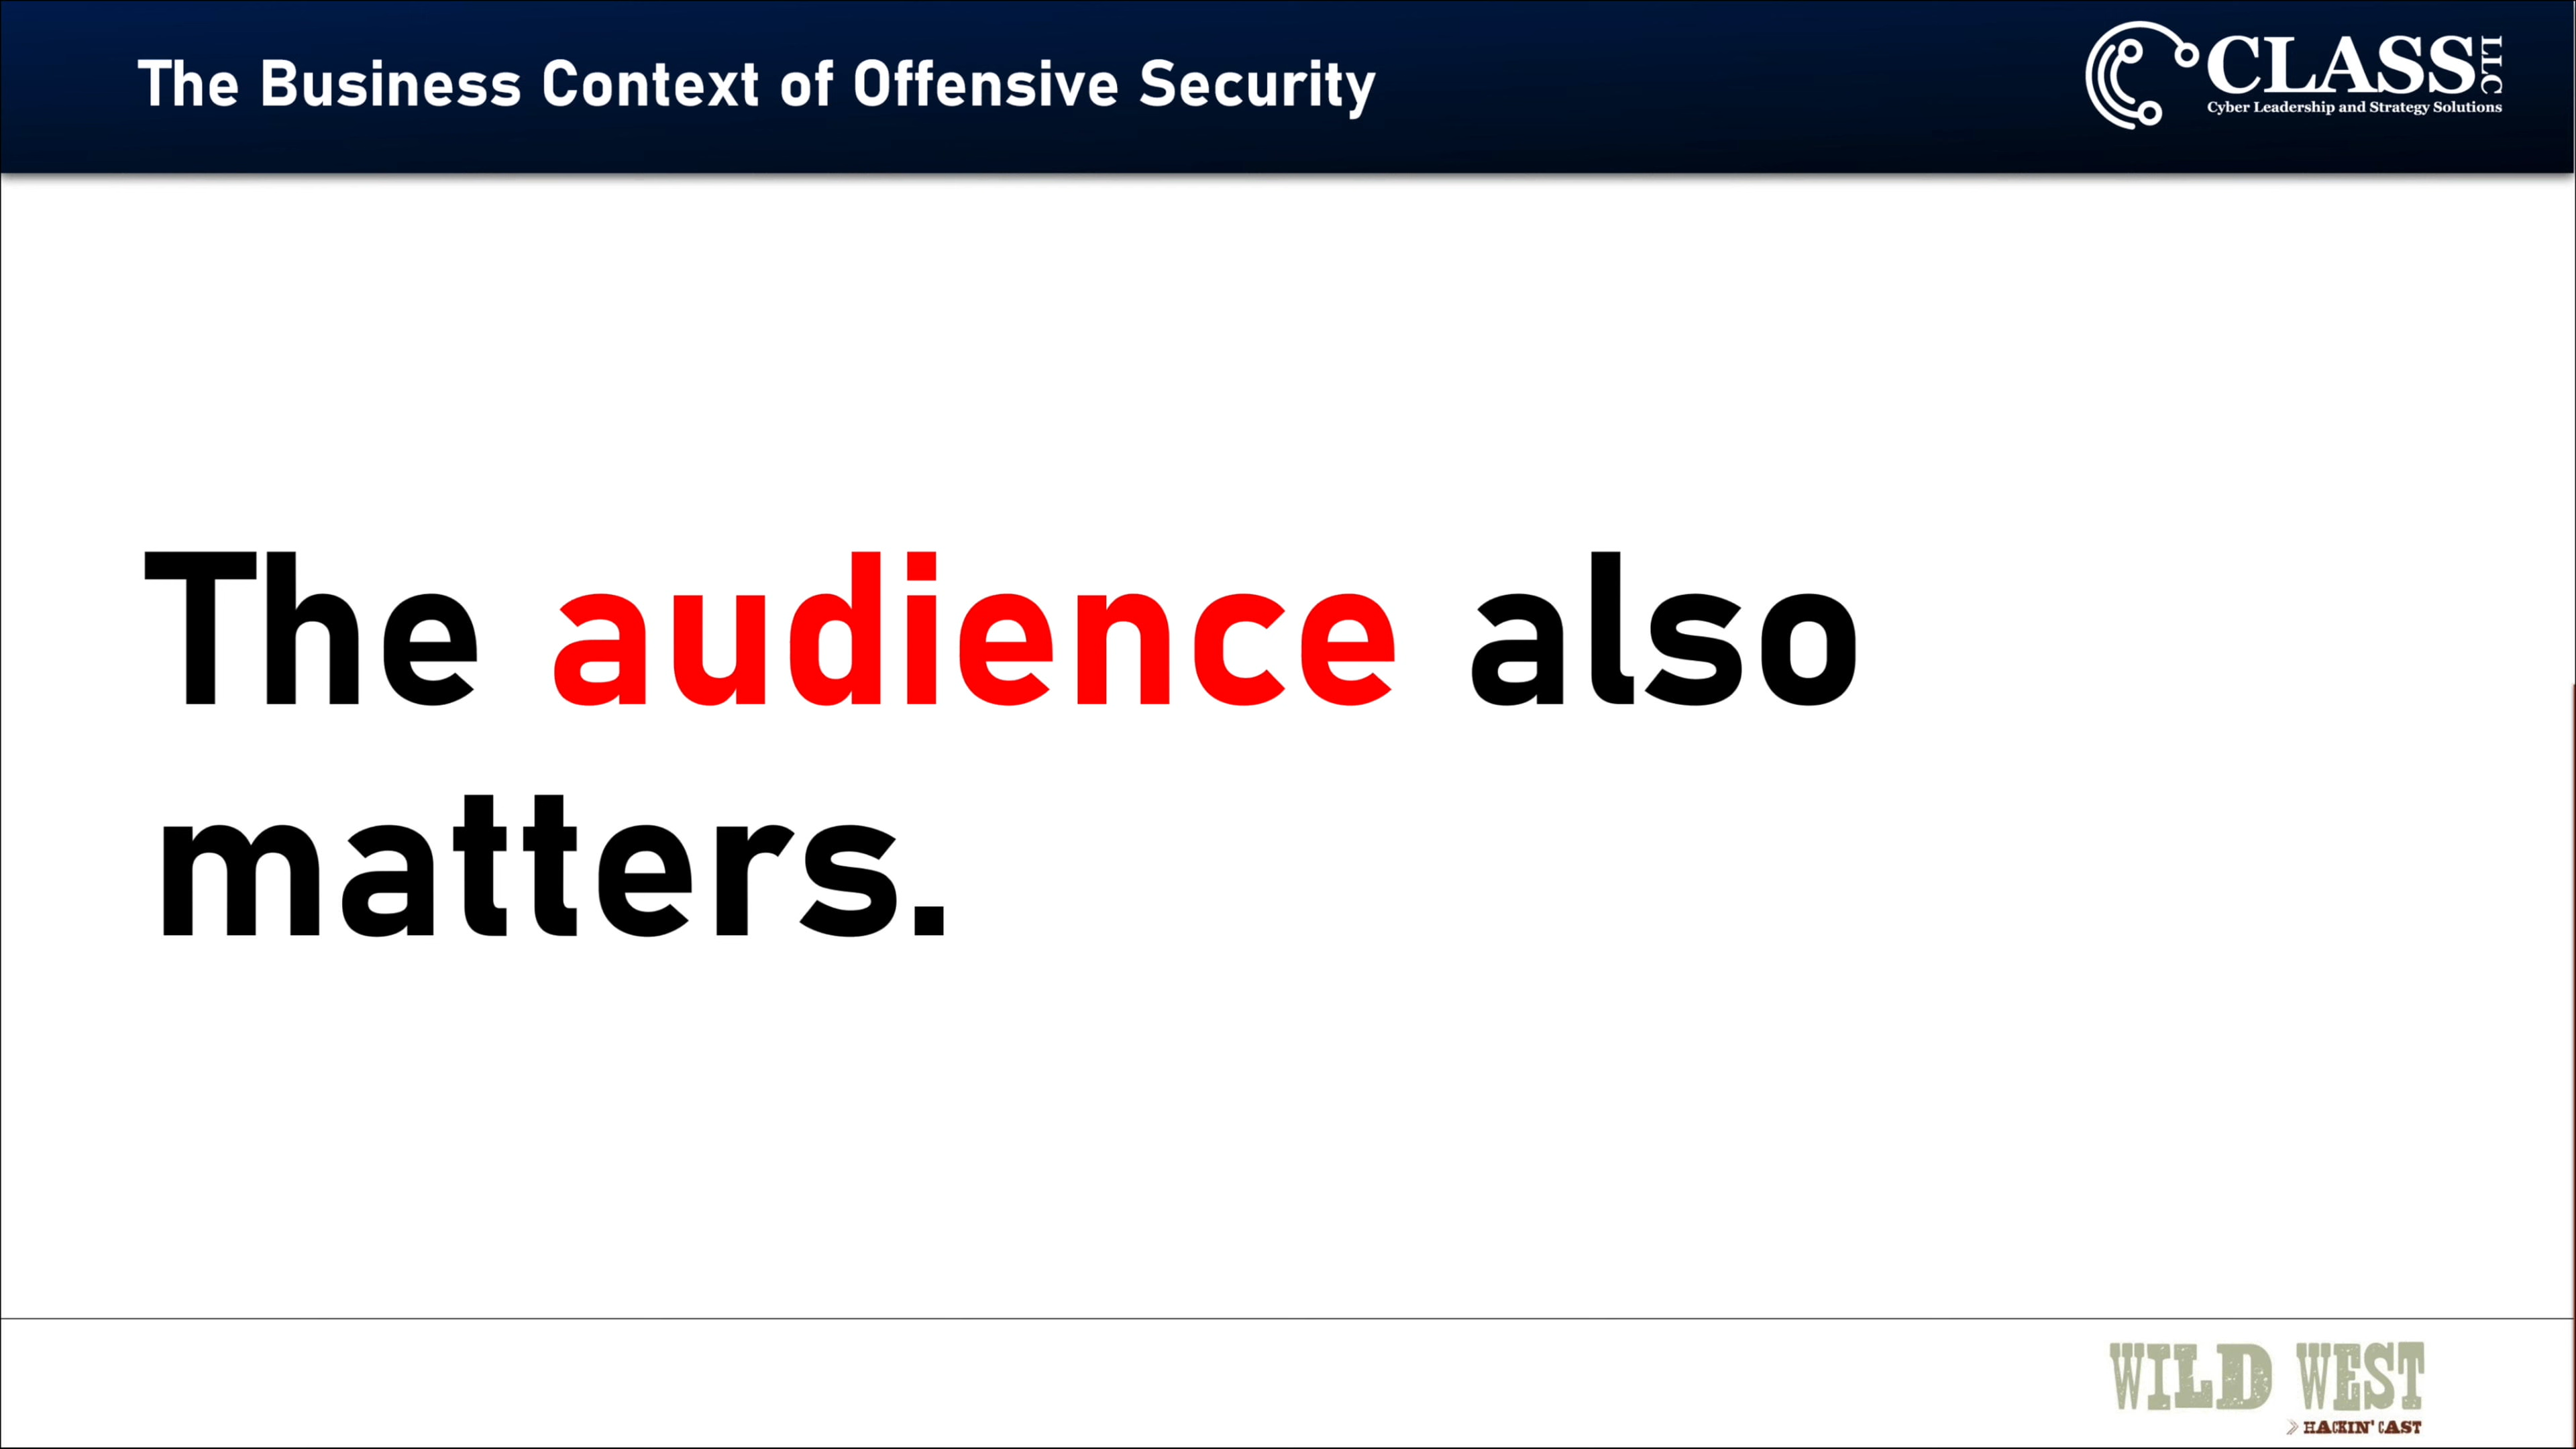 The Business Context of Offensive Security
CLASS LLC
Cyber Leadership and Strategy Solutions
The audience also
matters.
WILD WEST
HACKIN' CAST